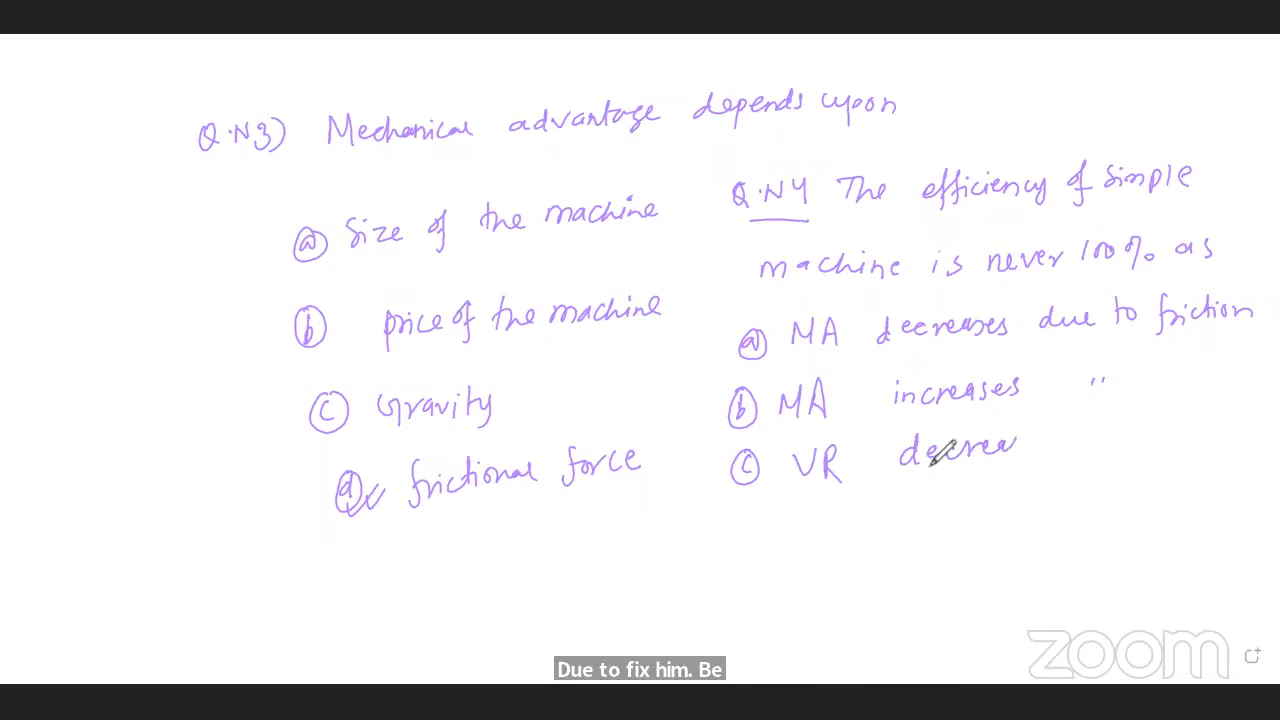 Q.N3) Mechanical advantage depends upon
(a) Size of the machine
(b) price of the machine
(c) Gravity
(d) frictional force
Q.N4 The efficiency of simple
machine is never 100% as
(a) MA decreases due to friction
(b) MA increases "
(c) VR decrea
zoom
Due to fix him. Be